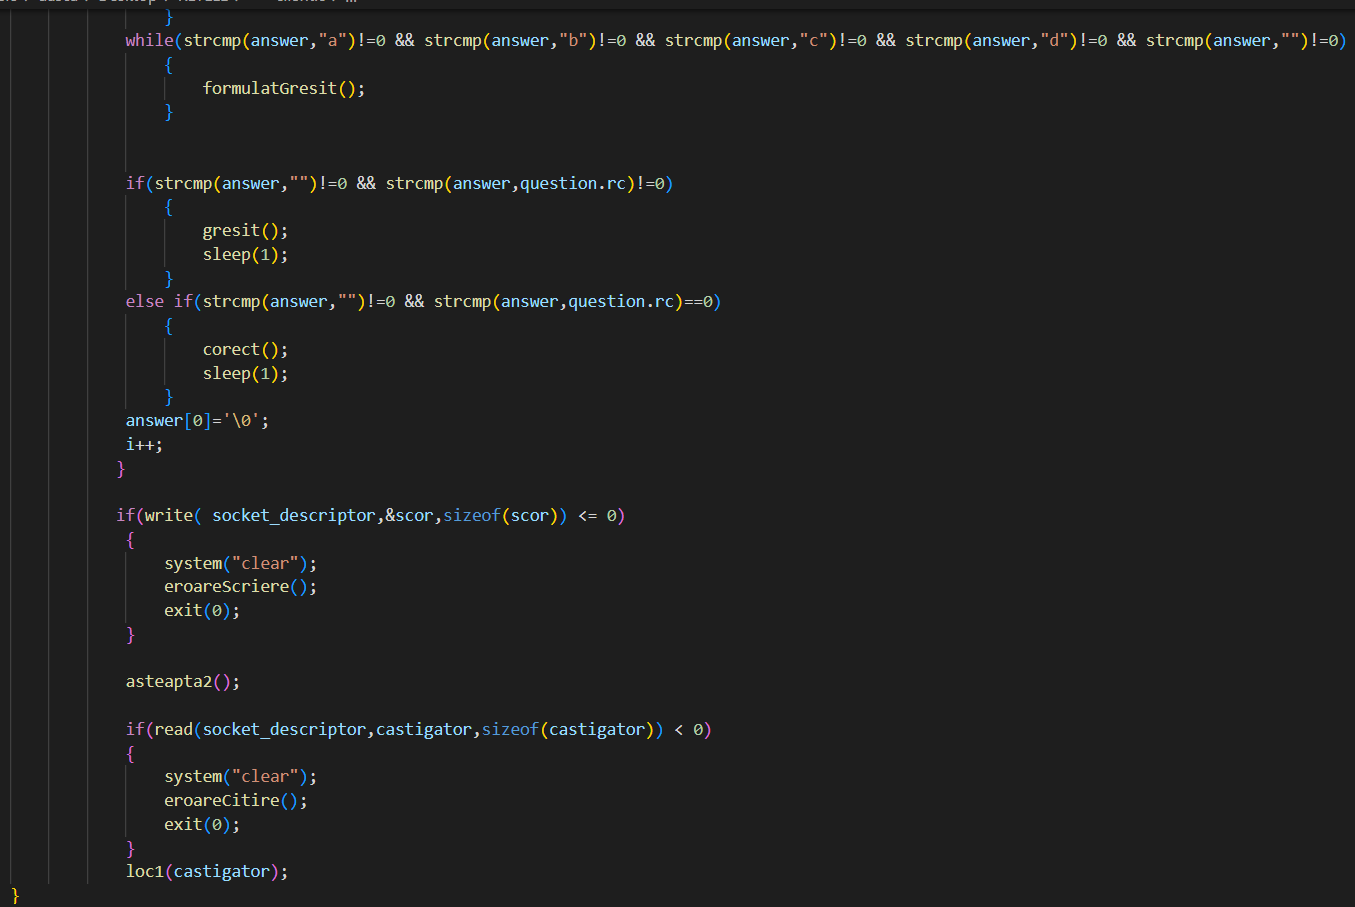 }
while(strcmp(answer,"a")!=0 && strcmp(answer,"b")!=0 && strcmp(answer,"c")!=0 && strcmp(answer,"d")!=0 && strcmp(answer,"")!=0)
{
formulatGresit();
}
if(strcmp(answer,"")!=0 && strcmp(answer,question.rc)!=0)
{
gresit();
sleep(1);
}
else if(strcmp(answer,"")!=0 && strcmp(answer,question.rc)==0)
{
corect();
sleep(1);
}
answer[0]='\0';
i++;
}
if(write( socket_descriptor,&scor,sizeof(scor)) <= 0)
{
system("clear");
eroareScriere();
exit(0);
}
asteapta2();
if(read(socket_descriptor,castigator,sizeof(castigator)) < 0)
{
system("clear");
eroareCitire();
exit(0);
}
loc1(castigator);
}